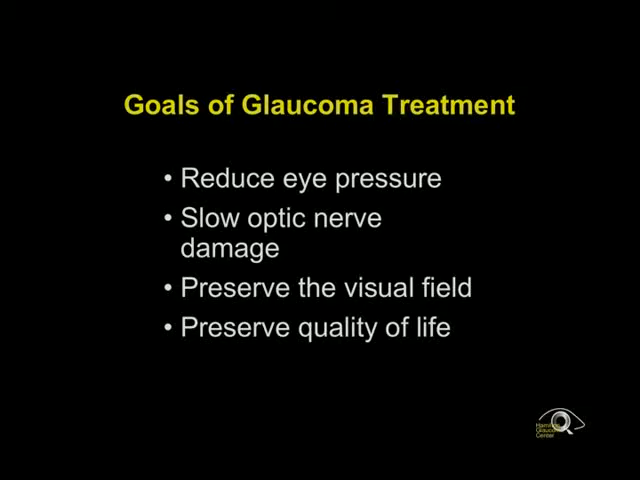 Goals of Glaucoma Treatment
• Reduce eye pressure
• Slow optic nerve
damage
• Preserve the visual field
• Preserve quality of life
Center